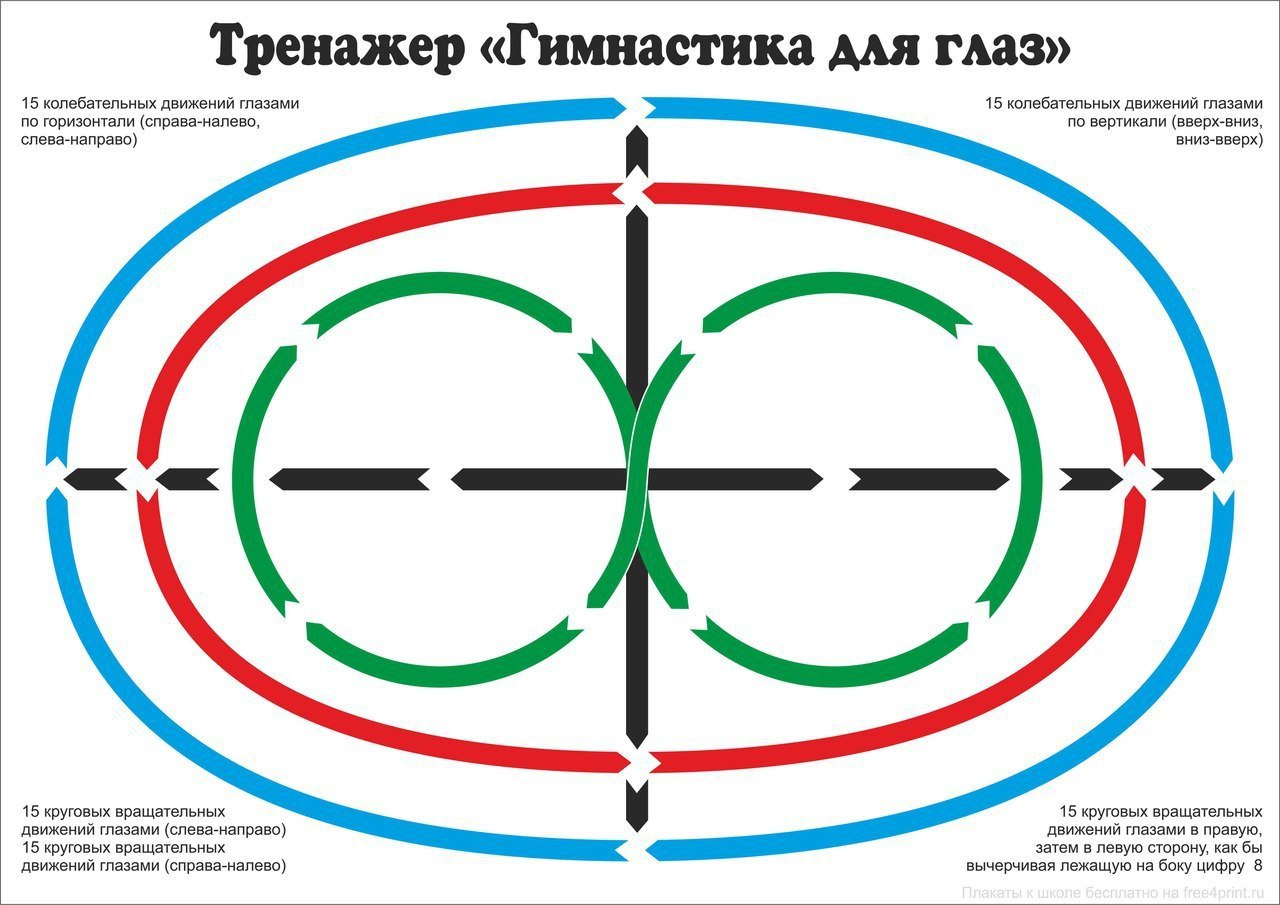 Тренажер «Гимнастика для глаз»
15 колебательных движений глазами
по горизонтали (справа-налево,
слева-направо)
15 колебательных движений глазами
по вертикали (вверх-вниз,
вниз-вверх)
15 круговых вращательных
движений глазами (слева-направо)
15 круговых вращательных
движений глазами (справа-налево)
15 круговых вращательных
движений глазами в правую,
затем в левую сторону, как бы
вычерчивая лежащую на боку цифру 8
Плакаты к школе бесплатно на free4print.ru